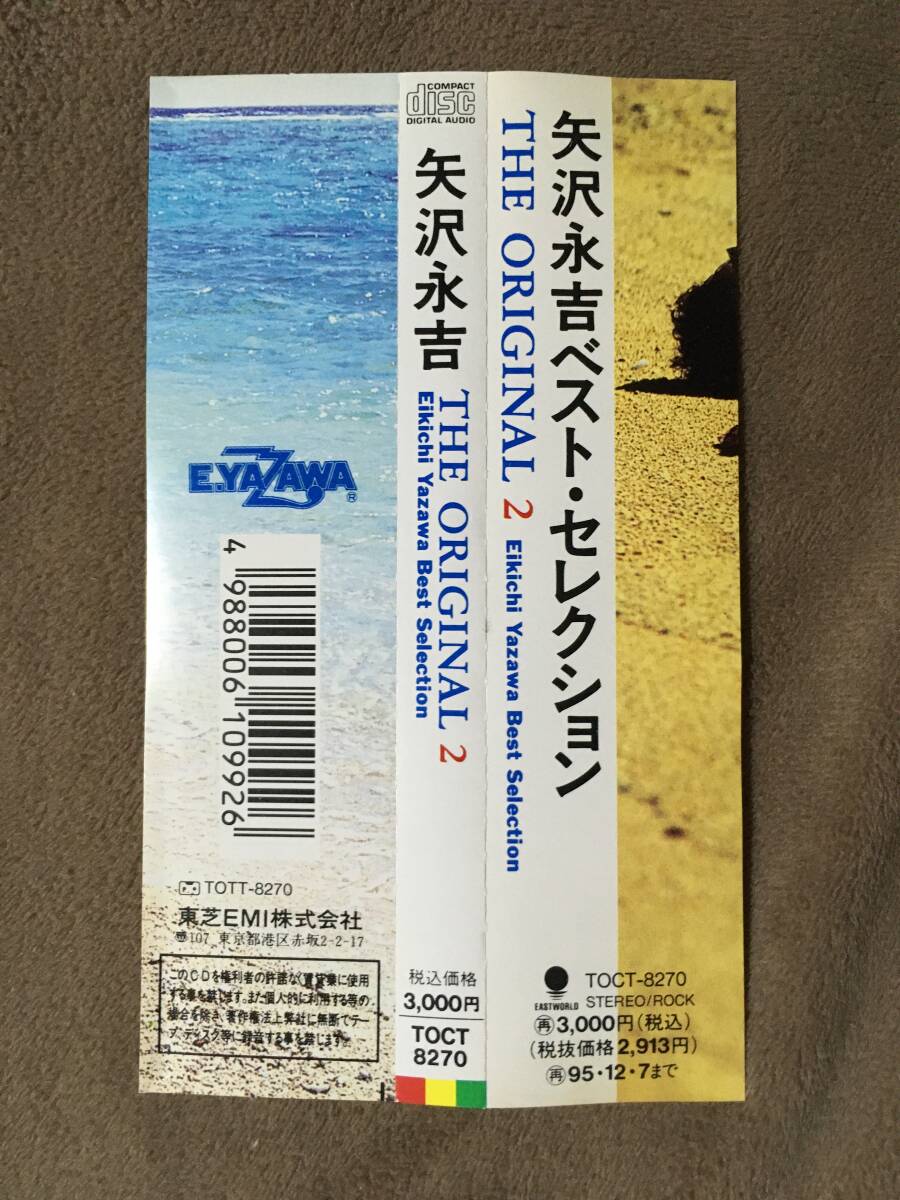 矢沢永吉ベスト・セレクション
THE ORIGINAL 2 Eikichi Yazawa Best Selection
EASTWORLD
TOCT-8270
STEREO/ROCK
再3,000円(税込)
(税抜価格2,913円)
再95・12・7まで
COMPACT
disc
DIGITAL AUDIO
矢沢永吉
THE ORIGINAL 2
Eikichi Yazawa Best Selection
税込価格
3,000円
TOCT
8270
E.YAZAWA®
4 988006 109926
TOTT-8270
東芝EMI株式会社
〠107 東京都港区赤坂2-2-17
このCDを権利者の許諾なく賃貸業に使用
する事を禁じます。また個人的に利用する等の
場合を除き、著作権法上弊社に無断でテー
プ、ディスク等に録音する事を禁じます。